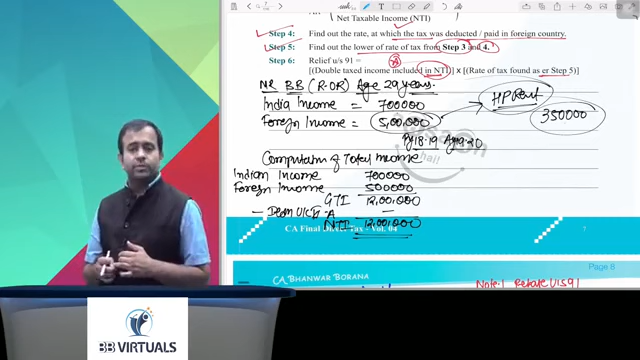 Net Taxable Income (NTI)
Step 4: Find out the rate, at which the tax was deducted / paid in foreign country.
Step 5: Find out the lower of rate of tax from Step 3 and 4.
Step 6: Relief u/s 91 =
[(Double taxed income included in NTI)] x [(Rate of tax found as er Step 5)]
Mr BB (R-OR) Age 29 years.
India Income = 700000
Foreign Income = 5,00,000
HP Rent
350000
PY18-19 Ay19-20
Computation of Total Income
Indian Income 700000
Foreign Income 500000
GTI 12,00,000
- Dedn U/C VI-A -
NTI 12,00,000
CA Final Direct Tax - Vol. 04
7
Page 8
CA BHANWAR BORANA
Note:1 Rebate U/S 91
BB VIRTUALS